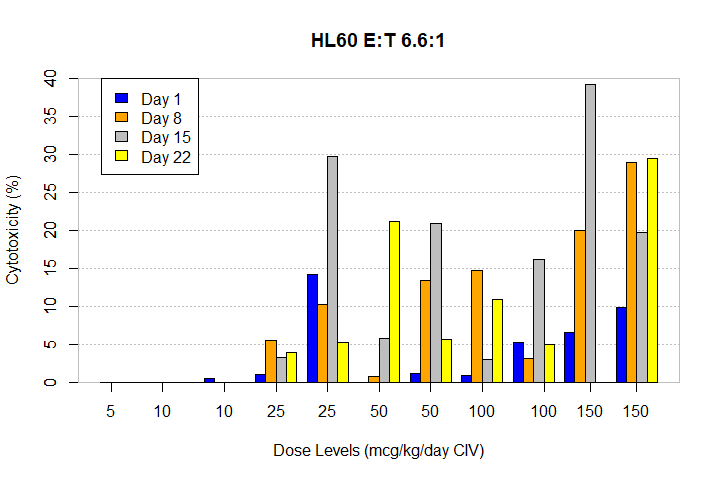 HL60 E:T 6.6:1
Cytotoxicity (%)
40
35
30
25
20
15
10
5
0
Day 1
Day 8
Day 15
Day 22
5 10 10 25 25 50 50 100 100 150 150
Dose Levels (mcg/kg/day CIV)